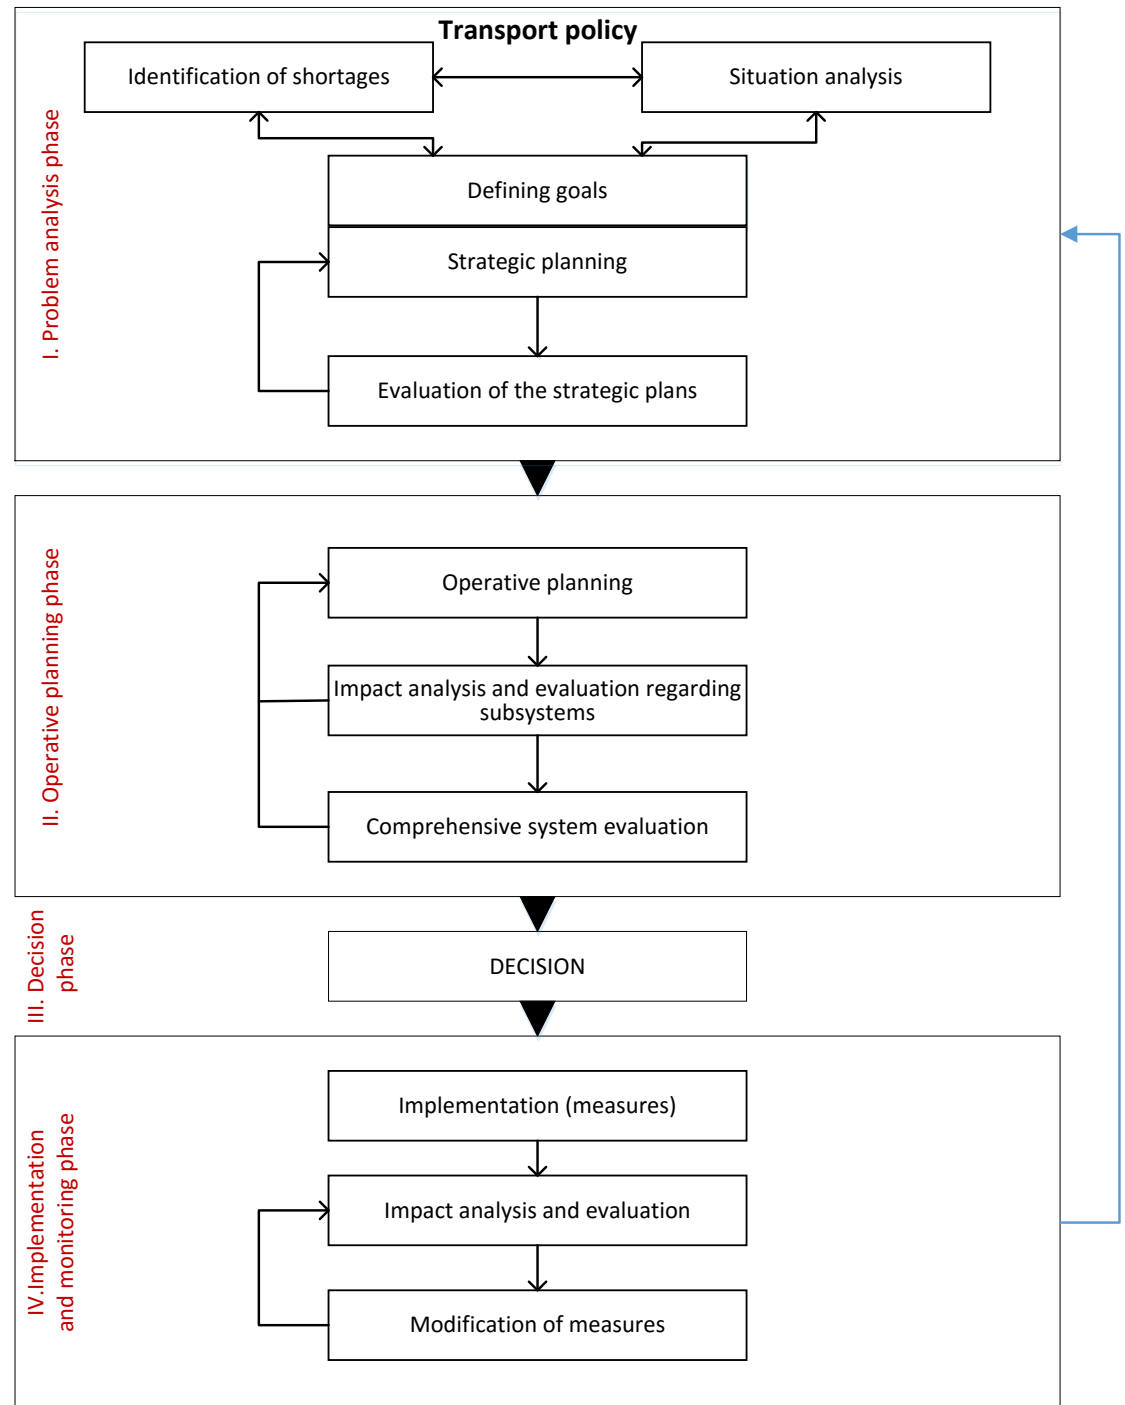 Transport policy
Identification of shortages
Situation analysis
I. Problem analysis phase
Defining goals
Strategic planning
Evaluation of the strategic plans
II. Operative planning phase
Operative planning
Impact analysis and evaluation regarding
subsystems
Comprehensive system evaluation
III. Decision
phase
DECISION
IV.Implementation
and monitoring phase
Implementation (measures)
Impact analysis and evaluation
Modification of measures